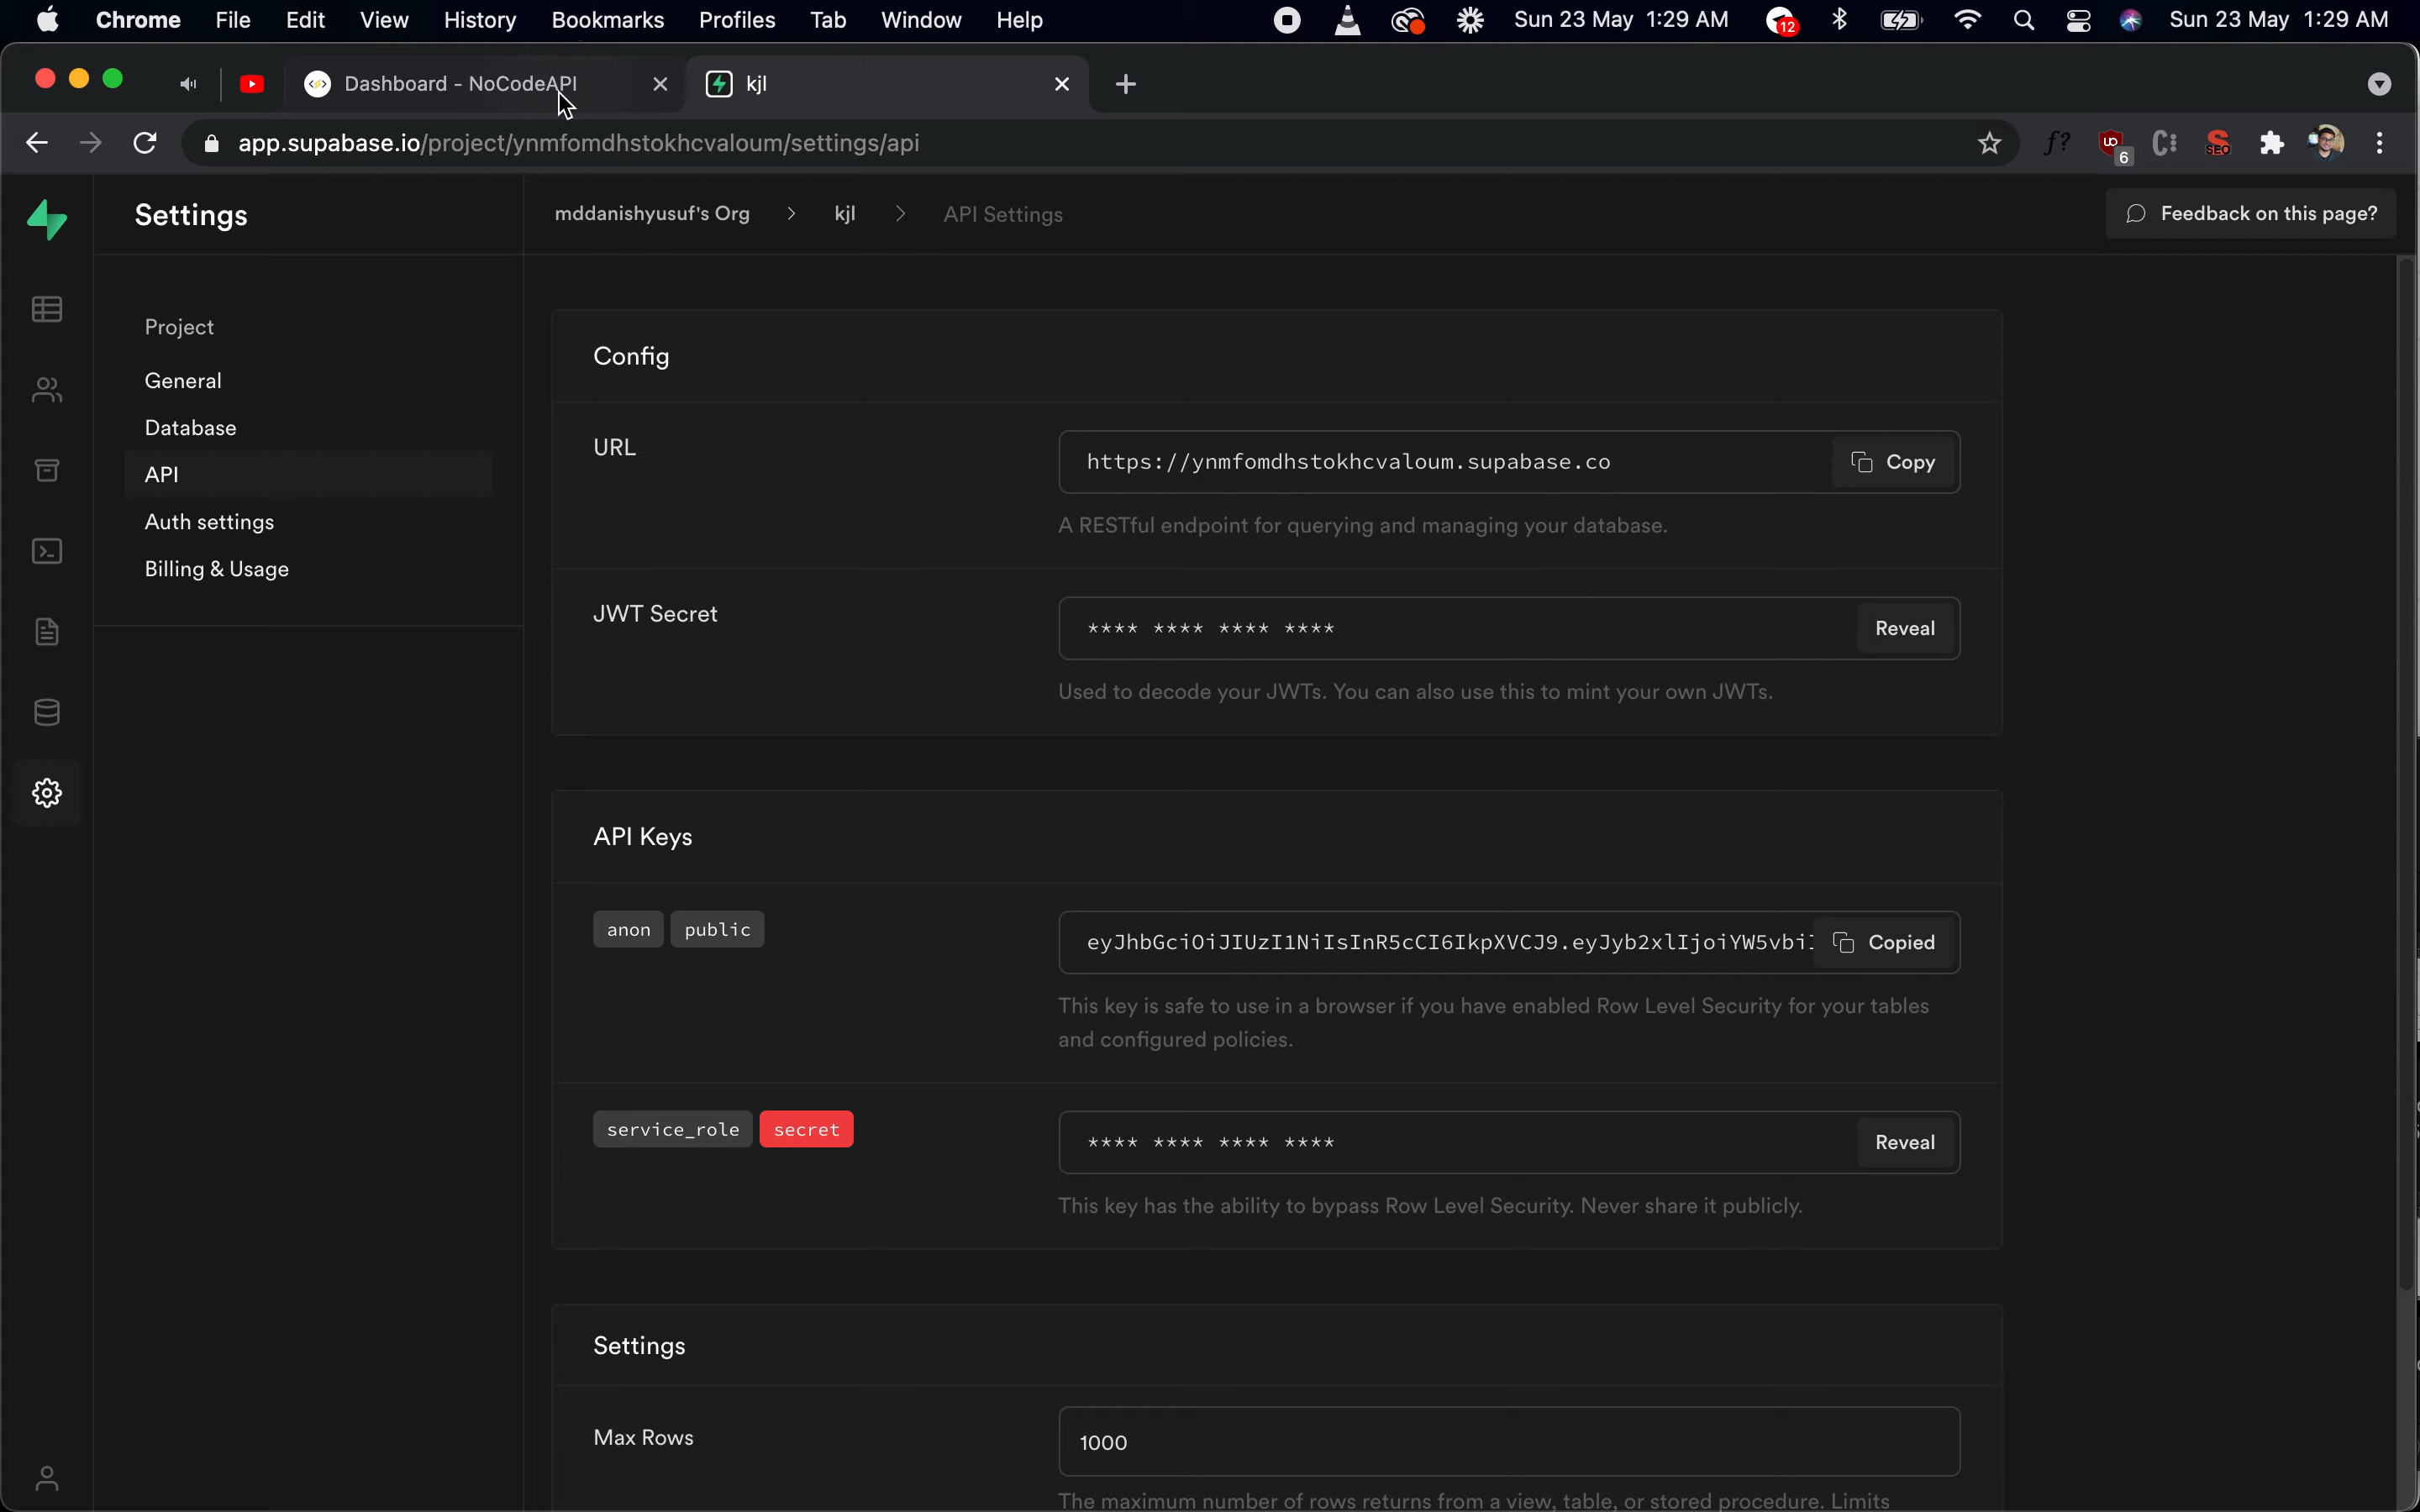 Chrome File Edit View History Bookmarks Profiles Tab Window Help 12 Sun 23 May 1:29 AM Sun 23 May 1:29 AM
Dashboard - NoCodeAPI
kjl
app.supabase.io/project/ynmfomdhstokhcvaloum/settings/api
f?
UO
6
C
SEO
Settings
mddanishyusuf's Org > kjl > API Settings
Feedback on this page?
Project
General
Database
API
Auth settings
Billing & Usage
Config
URL
https://ynmfomdhstokhcvaloum.supabase.co
Copy
A RESTful endpoint for querying and managing your database.
JWT Secret
**** **** **** ****
Reveal
Used to decode your JWTs. You can also use this to mint your own JWTs.
API Keys
anon public
eyJhbGciOiJIUzI1NiIsInR5cCI6IkpXVCJ9.eyJyb2xlIjoiYW5vbiI
Copied
This key is safe to use in a browser if you have enabled Row Level Security for your tables
and configured policies.
service_role secret
**** **** **** ****
Reveal
This key has the ability to bypass Row Level Security. Never share it publicly.
Settings
Max Rows
1000
The maximum number of rows returns from a view, table, or stored procedure. Limits